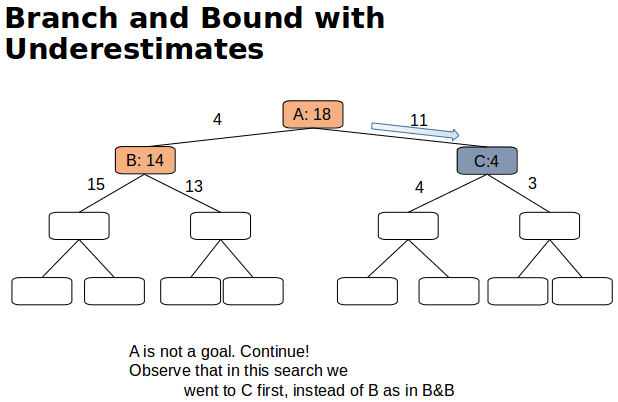 Branch and Bound with
Underestimates
A: 18
4
11
B: 14
C:4
15
13
4
3
A is not a goal. Continue!
Observe that in this search we
went to C first, instead of B as in B&B